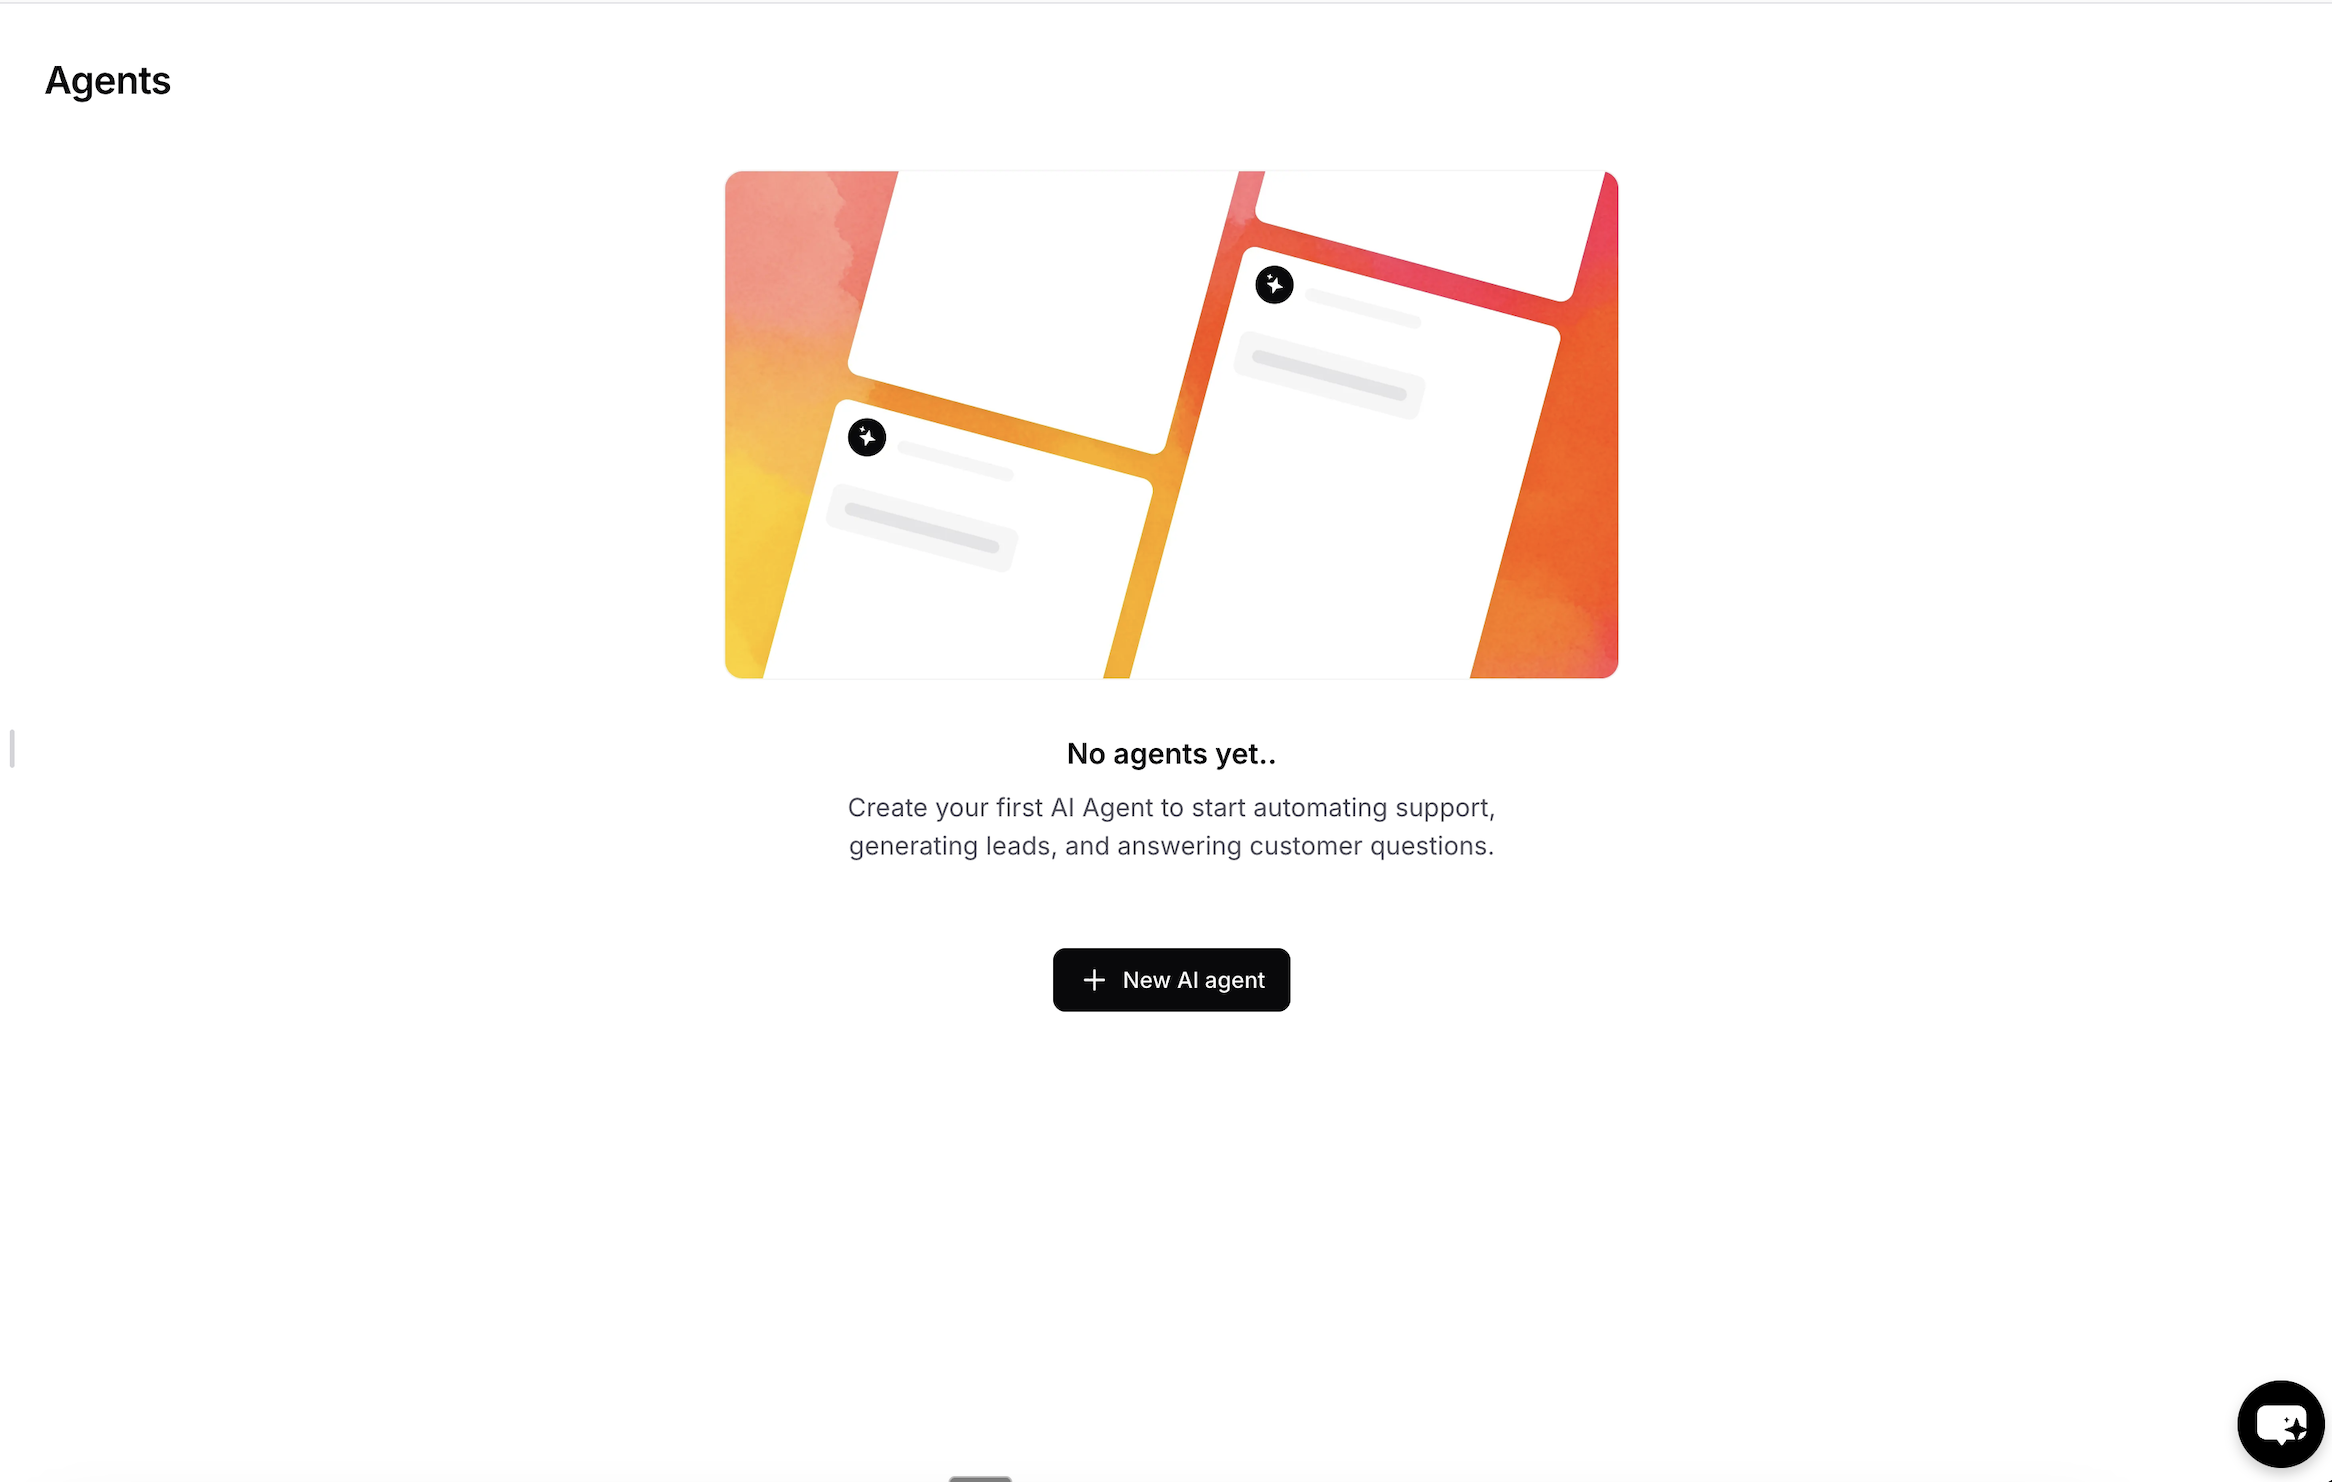 Agents
No agents yet..
Create your first AI Agent to start automating support,
generating leads, and answering customer questions.
New AI agent